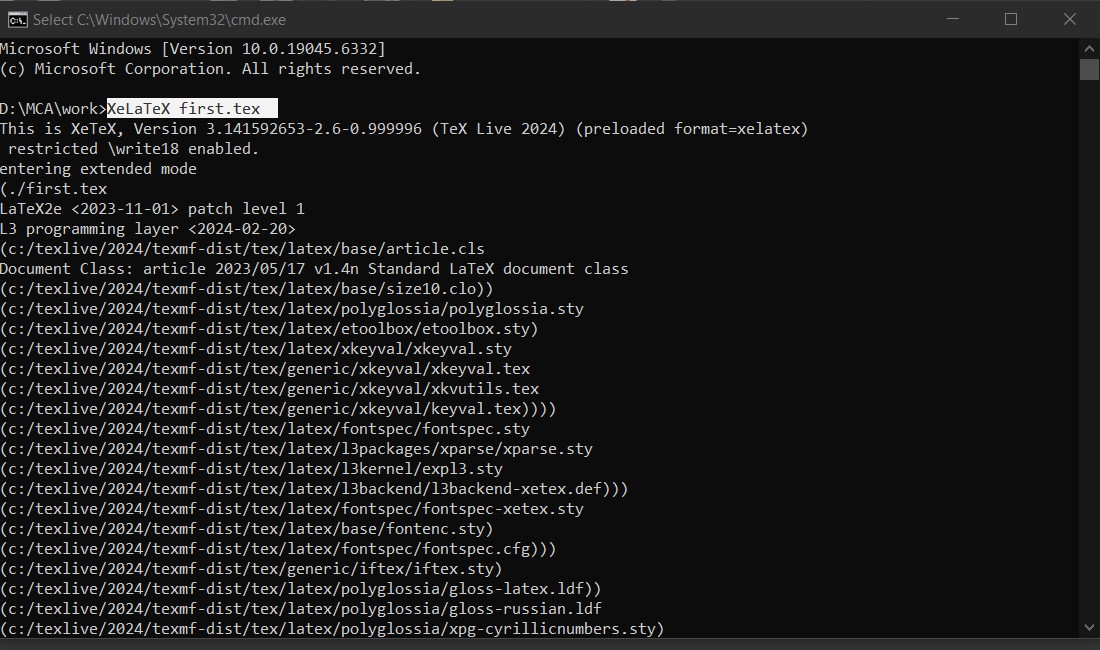 Select C:\Windows\System32\cmd.exe
Microsoft Windows [Version 10.0.19045.6332]
(c) Microsoft Corporation. All rights reserved.
D:\MCA\work>XeLaTeX first.tex
This is XeTeX, Version 3.141592653-2.6-0.999996 (TeX Live 2024) (preloaded format=xelatex)
 restricted \write18 enabled.
entering extended mode
(./first.tex
LaTeX2e <2023-11-01> patch level 1
L3 programming layer <2024-02-20>
(c:/texlive/2024/texmf-dist/tex/latex/base/article.cls
Document Class: article 2023/05/17 v1.4n Standard LaTeX document class
(c:/texlive/2024/texmf-dist/tex/latex/base/size10.clo))
(c:/texlive/2024/texmf-dist/tex/latex/polyglossia/polyglossia.sty
(c:/texlive/2024/texmf-dist/tex/latex/etoolbox/etoolbox.sty)
(c:/texlive/2024/texmf-dist/tex/latex/xkeyval/xkeyval.sty
(c:/texlive/2024/texmf-dist/tex/generic/xkeyval/xkeyval.tex
(c:/texlive/2024/texmf-dist/tex/generic/xkeyval/xkvutils.tex
(c:/texlive/2024/texmf-dist/tex/generic/xkeyval/keyval.tex))))
(c:/texlive/2024/texmf-dist/tex/latex/fontspec/fontspec.sty
(c:/texlive/2024/texmf-dist/tex/latex/l3packages/xparse/xparse.sty
(c:/texlive/2024/texmf-dist/tex/latex/l3kernel/expl3.sty
(c:/texlive/2024/texmf-dist/tex/latex/l3backend/l3backend-xetex.def)))
(c:/texlive/2024/texmf-dist/tex/latex/fontspec/fontspec-xetex.sty
(c:/texlive/2024/texmf-dist/tex/latex/base/fontenc.sty)
(c:/texlive/2024/texmf-dist/tex/latex/fontspec/fontspec.cfg)))
(c:/texlive/2024/texmf-dist/tex/generic/iftex/iftex.sty)
(c:/texlive/2024/texmf-dist/tex/latex/polyglossia/gloss-latex.ldf))
(c:/texlive/2024/texmf-dist/tex/latex/polyglossia/gloss-russian.ldf
(c:/texlive/2024/texmf-dist/tex/latex/polyglossia/xpg-cyrillicnumbers.sty)